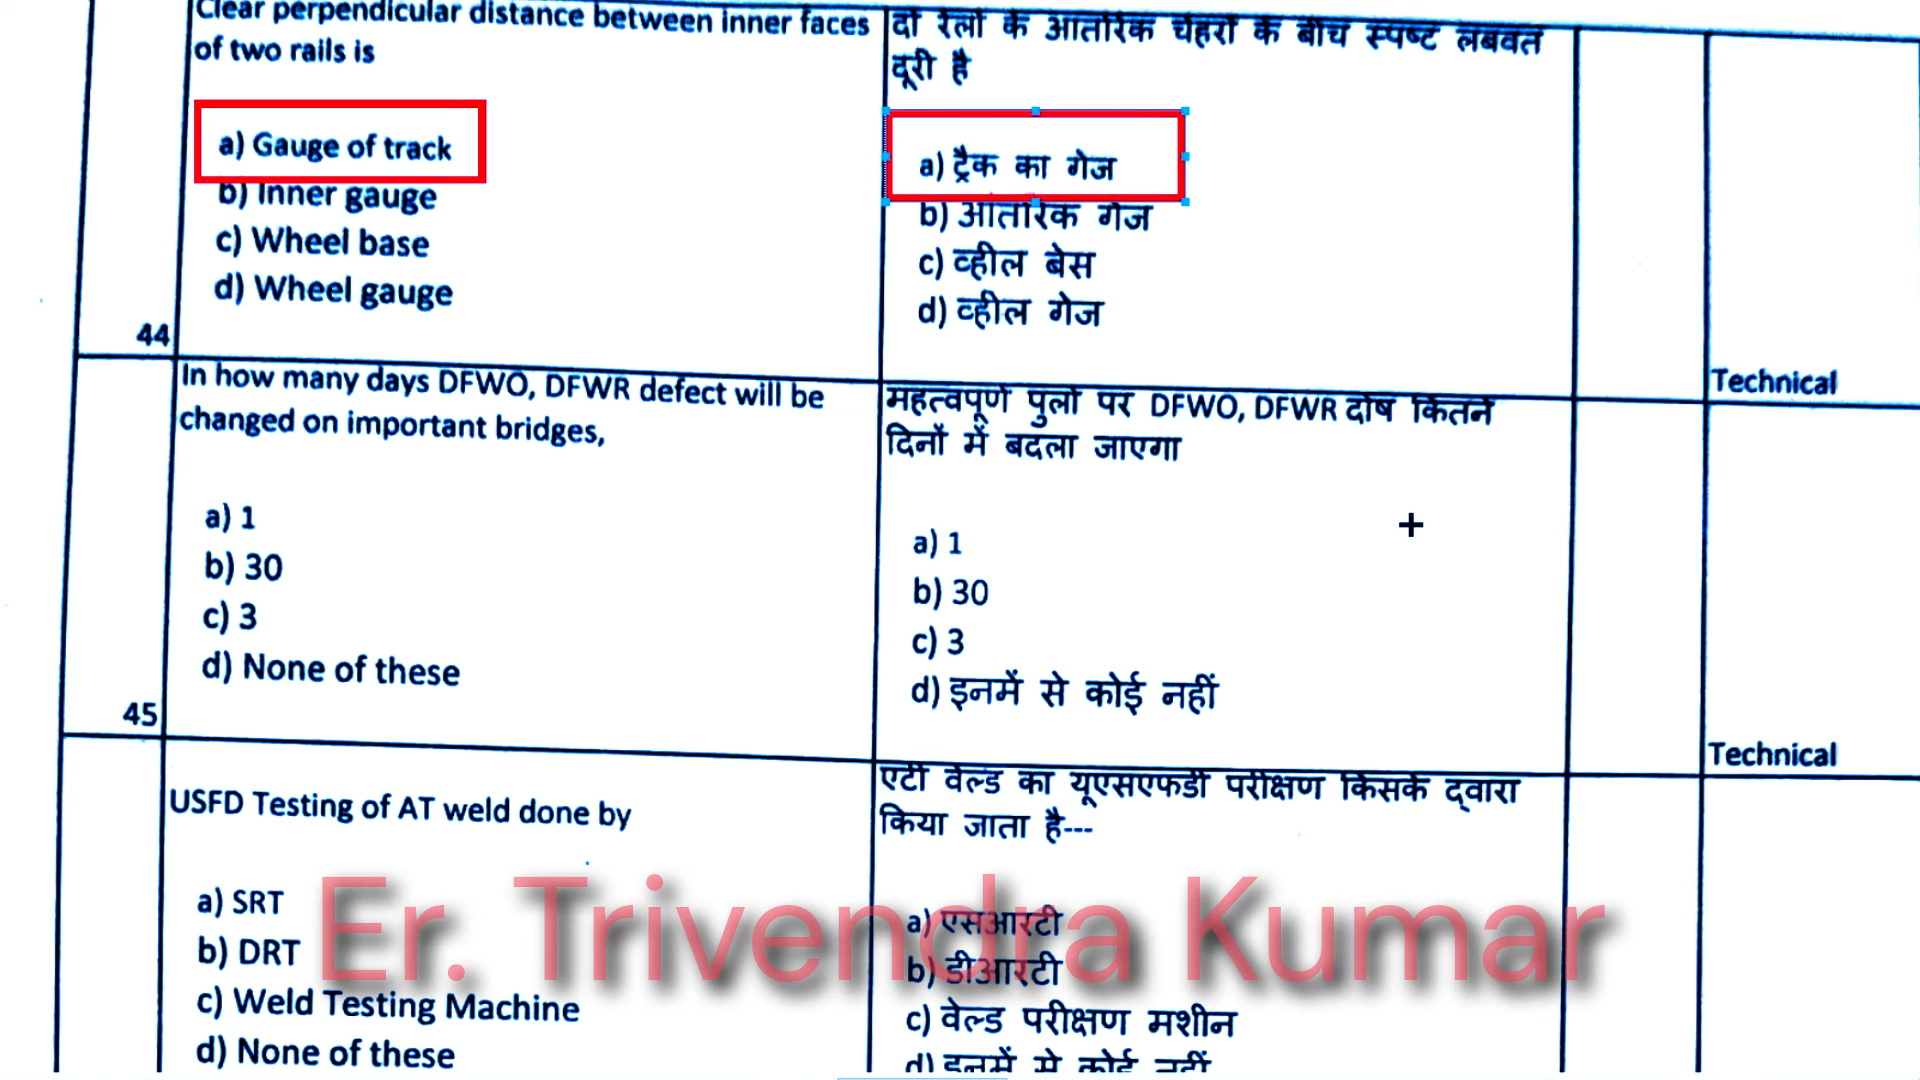 Clear perpendicular distance between inner faces
of two rails is
a) Gauge of track
b) Inner gauge
c) Wheel base
d) Wheel gauge
44
दो रेलों के आंतरिक चेहरों के बीच स्पष्ट लंबवत
दूरी है
a) ट्रैक का गेज
b) आंतरिक गेज
c) व्हील बेस
d) व्हील गेज
Technical
In how many days DFWO, DFWR defect will be
changed on important bridges,
a) 1
b) 30
c) 3
d) None of these
45
महत्वपूर्ण पुलों पर DFWO, DFWR दोष कितने
दिनों में बदला जाएगा
a) 1
b) 30
c) 3
d) इनमें से कोई नहीं
Technical
USFD Testing of AT weld done by
a) SRT
b) DRT
c) Weld Testing Machine
d) None of these
एटी वेल्ड का यूएसएफडी परीक्षण किसके द्वारा
किया जाता है---
a) एसआरटी
b) डीआरटी
c) वेल्ड परीक्षण मशीन
d) इनमें से कोई नहीं
Er. Trivendra Kumar